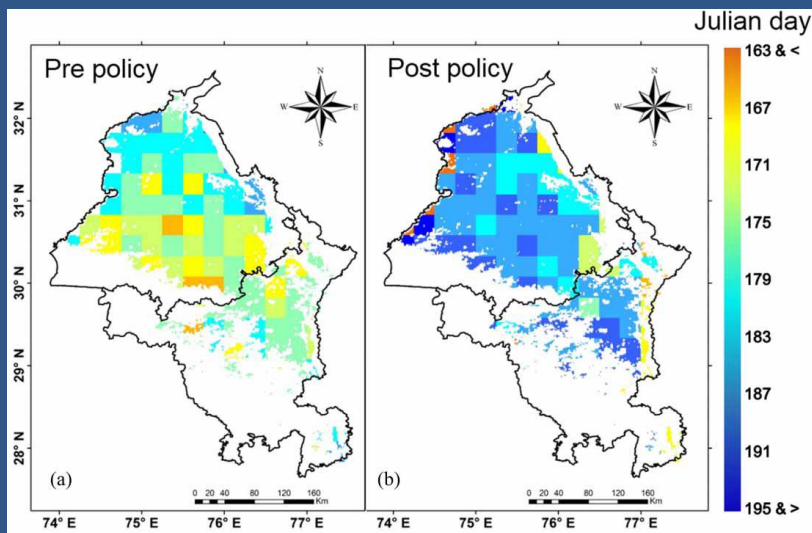 Julian day
Pre policy
Post policy
N
W E
S
N
W E
S
163 & <
167
171
175
179
183
187
191
195 & >
32° N
31° N
30° N
29° N
28° N
(a)
(b)
0 10 20 40 80 120 160
Km
0 10 20 40 80 120 160
Km
74° E 75° E 76° E 77° E 74° E 75° E 76° E 77° E